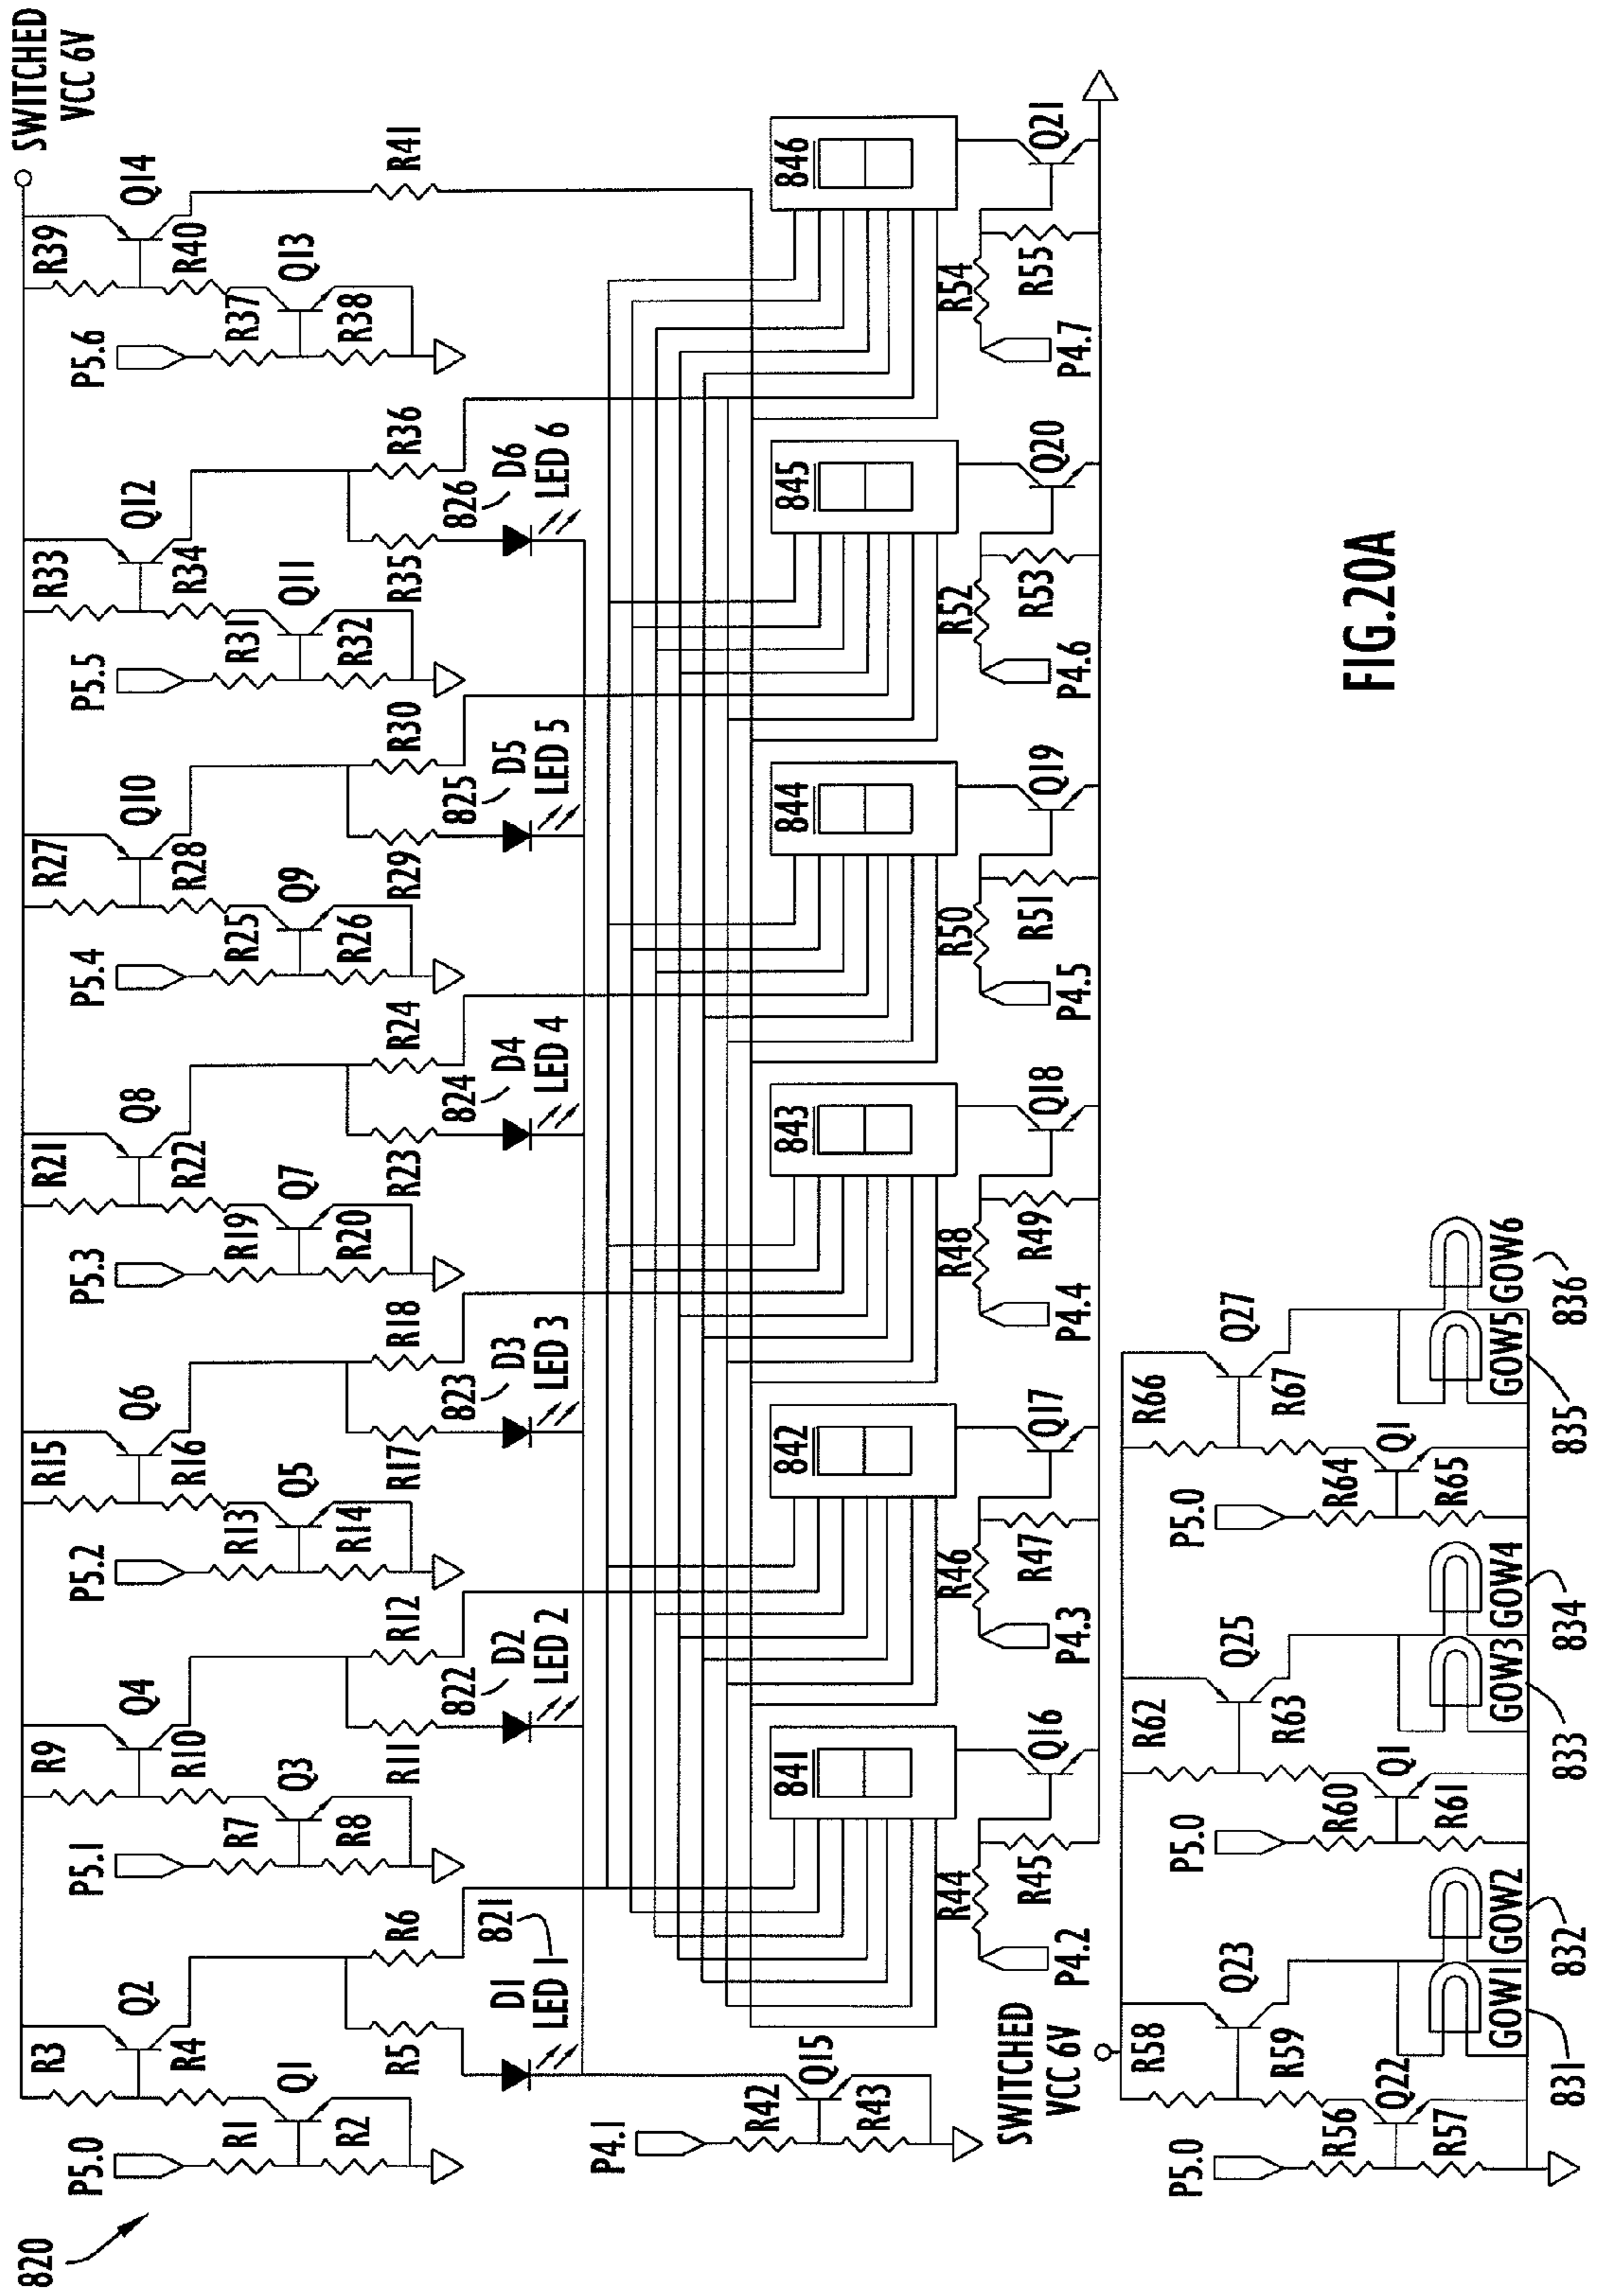 820
SWITCHED
VCC 6V
P5.0
R1
R2
R3
R4
Q1
Q2
R5
R6
D1
LED 1
821
P5.1
R7
R8
R9
R10
Q3
Q4
R11
R12
822
D2
LED 2
P5.2
R13
R14
R15
R16
Q5
Q6
R17
R18
823
D3
LED 3
P5.3
R19
R20
R21
R22
Q7
Q8
R23
R24
824
D4
LED 4
P5.4
R25
R26
R27
R28
Q9
Q10
R29
R30
825
D5
LED 5
P5.5
R31
R32
R33
R34
Q11
Q12
R35
R36
826
D6
LED 6
P5.6
R37
R38
R39
R40
Q13
Q14
R41
P4.1
R42
R43
Q15
841
P4.2
R44
R45
Q16
842
P4.3
R46
R47
Q17
843
P4.4
R48
R49
Q18
844
P4.5
R50
R51
Q19
845
P4.6
R52
R53
Q20
846
P4.7
R54
R55
Q21
SWITCHED
VCC 6V
P5.0
R56
R57
R58
R59
Q22
Q23
GOW1
831
GOW2
832
P5.0
R60
R61
R62
R63
Q1
Q25
GOW3
833
GOW4
834
P5.0
R64
R65
R66
R67
Q1
Q27
GOW5
835
GOW6
836
FIG.20A